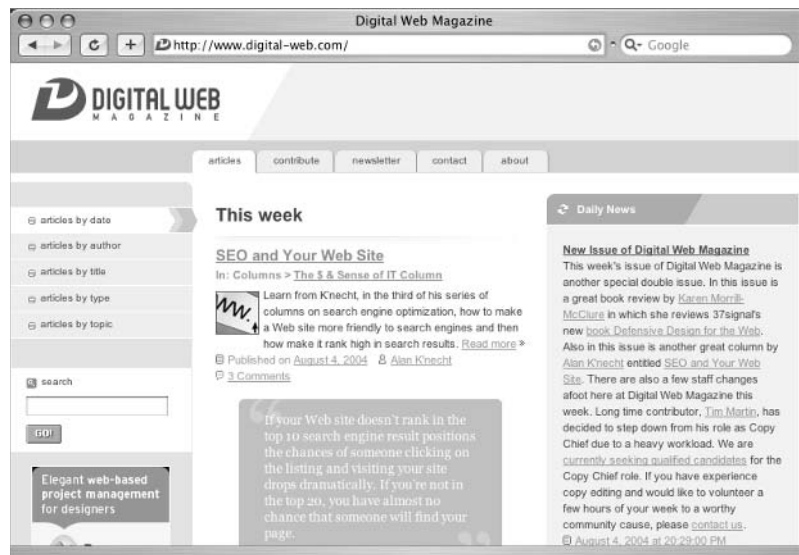 Digital Web Magazine
http://www.digital-web.com/
Google
DIGITAL WEB
MAGAZINE
articles
contribute
newsletter
contact
about
articles by date
articles by author
articles by title
articles by type
articles by topic
search
GO!
Elegant web-based
project management
for designers
This week
SEO and Your Web Site
In: Columns > The $ & Sense of IT Column
Learn from K'necht, in the third of his series of
columns on search engine optimization, how to make
a Web site more friendly to search engines and then
how make it rank high in search results. Read more »
Published on August 4, 2004 Alan K'necht
3 Comments
If your Web site doesn't rank in the
top 10 search engine result positions
the chances of someone clicking on
the listing and visiting your site
drops dramatically. If you're not in
the top 20, you have almost no
chance that someone will find your
page.
Daily News
New Issue of Digital Web Magazine
This week's issue of Digital Web Magazine is
another special double issue. In this issue is
a great book review by Karen Morrill-
McClure in which she reviews 37signal's
new book Defensive Design for the Web.
Also in this issue is another great column by
Alan K'necht entitled SEO and Your Web
Site. There are also a few staff changes
afoot here at Digital Web Magazine this
week. Long time contributor, Tim Martin, has
decided to step down from his role as Copy
Chief due to a heavy workload. We are
currently seeking qualified candidates for the
Copy Chief role. If you have experience
copy editing and would like to volunteer a
few hours of your week to a worthy
community cause, please contact us.
August 4, 2004 at 20:29:00 PM